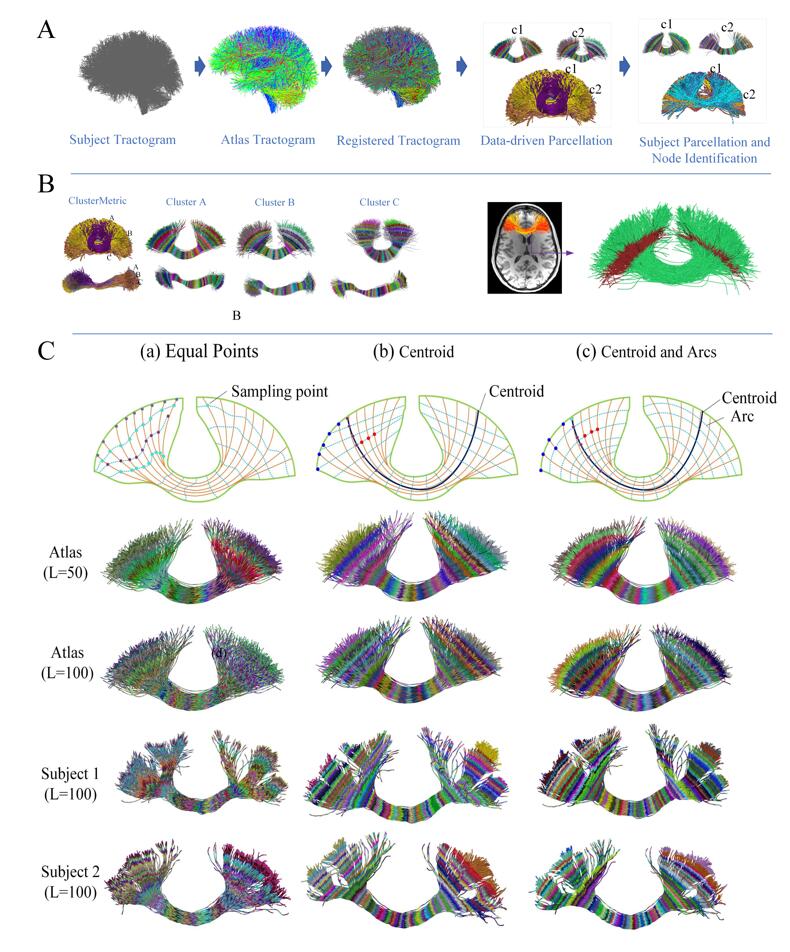 A
c1
c2
c1
c2
c1
c2
c1
c2
Subject Tractogram
Atlas Tractogram
Registered Tractogram
Data-driven Parcellation
Subject Parcellation and
Node Identification
B
ClusterMetric
Cluster A
Cluster B
Cluster C
A
B
C
A
B
C
B
C
(a) Equal Points
(b) Centroid
(c) Centroid and Arcs
Sampling point
Centroid
Centroid
Arc
Atlas
(L=50)
Atlas
(L=100)
(d)
Subject 1
(L=100)
Subject 2
(L=100)